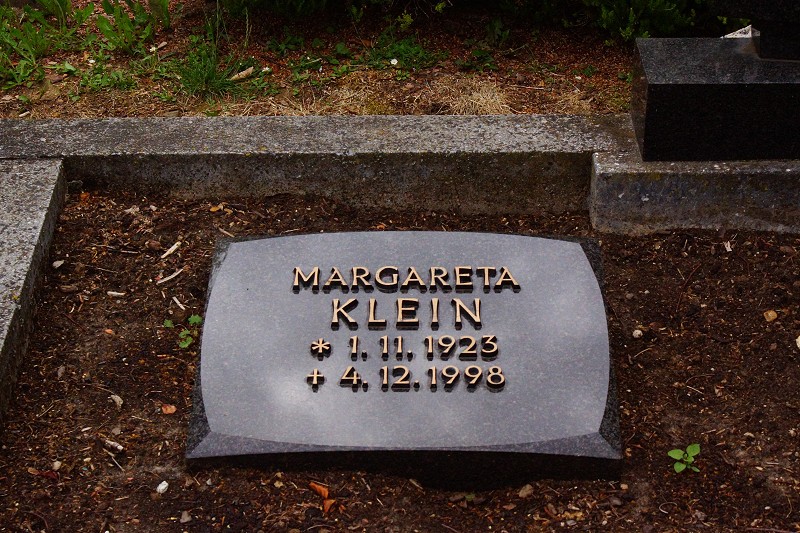 MARGARETA
KLEIN
* 1. 11. 1923
+ 4. 12. 1998